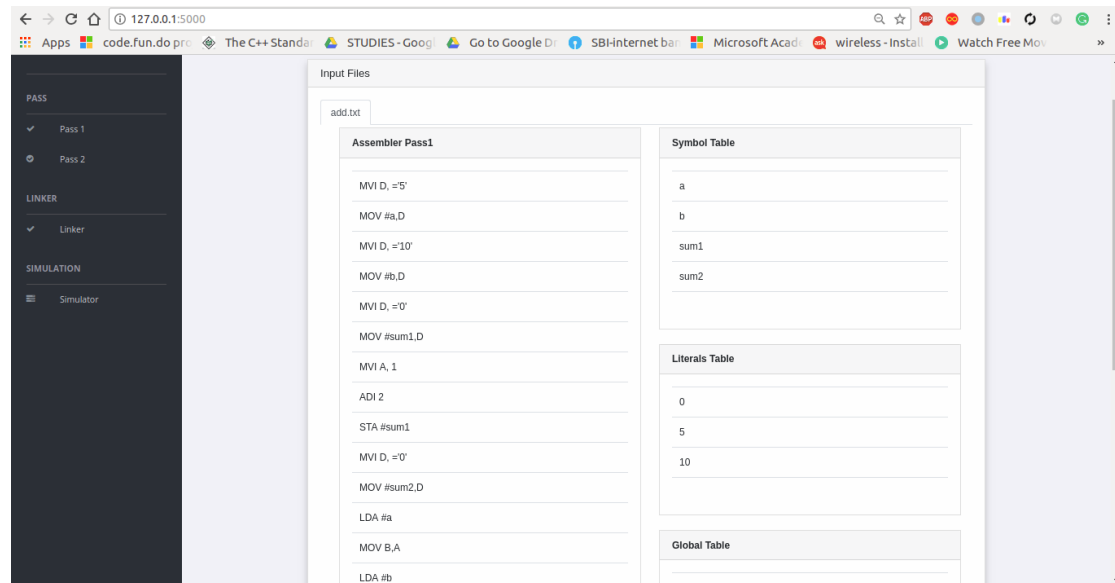 127.0.0.1:5000
Apps
code.fun.do pro
The C++ Standar
STUDIES - Googl
Go to Google Dr
SBI-internet ban
Microsoft Acade
wireless - Install
Watch Free Mov
»
PASS
Pass 1
Pass 2
LINKER
Linker
SIMULATION
Simulator
Input Files
add.txt
Assembler Pass1
MVI D, ='5'
MOV #a,D
MVI D, ='10'
MOV #b,D
MVI D, ='0'
MOV #sum1,D
MVI A, 1
ADI 2
STA #sum1
MVI D, ='0'
MOV #sum2,D
LDA #a
MOV B,A
LDA #b
Symbol Table
a
b
sum1
sum2
Literals Table
0
5
10
Global Table